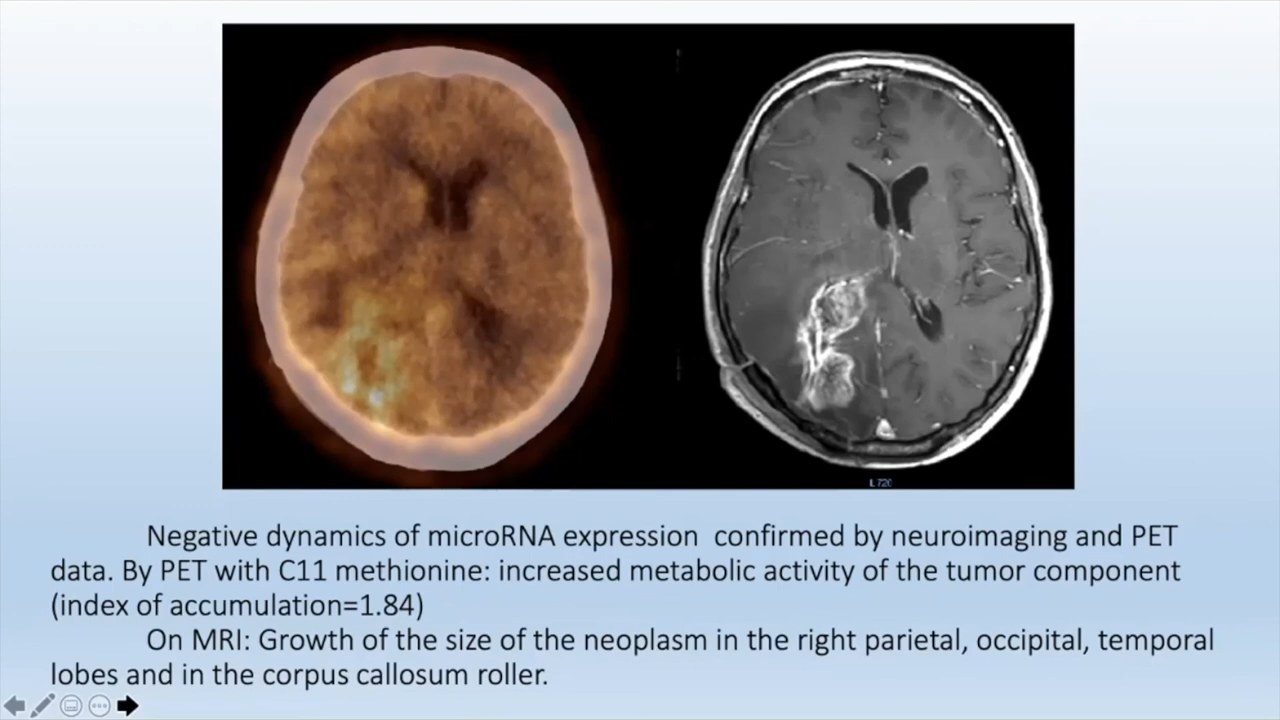 L 720
Negative dynamics of microRNA expression confirmed by neuroimaging and PET
data. By PET with C11 methionine: increased metabolic activity of the tumor component
(index of accumulation=1.84)
On MRI: Growth of the size of the neoplasm in the right parietal, occipital, temporal
lobes and in the corpus callosum roller.